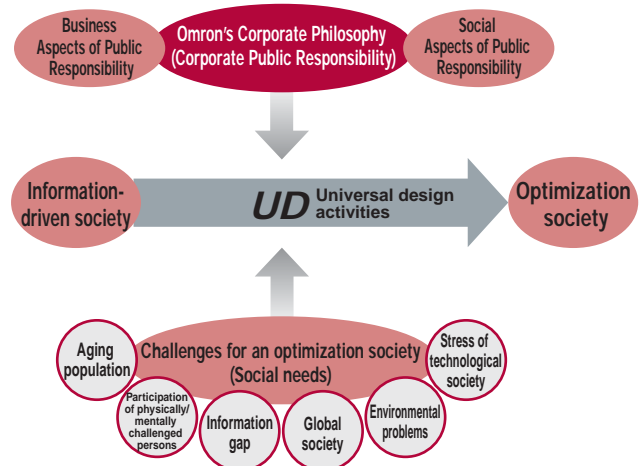 Business
Aspects of Public
Responsibility
Omron's Corporate Philosophy
(Corporate Public Responsibility)
Social
Aspects of Public
Responsibility
Information-
driven society
UD Universal design
activities
Optimization
society
Challenges for an optimization society
(Social needs)
Aging
population
Participation
of physically/
mentally
challenged
persons
Information
gap
Global
society
Environmental
problems
Stress of
technological
society